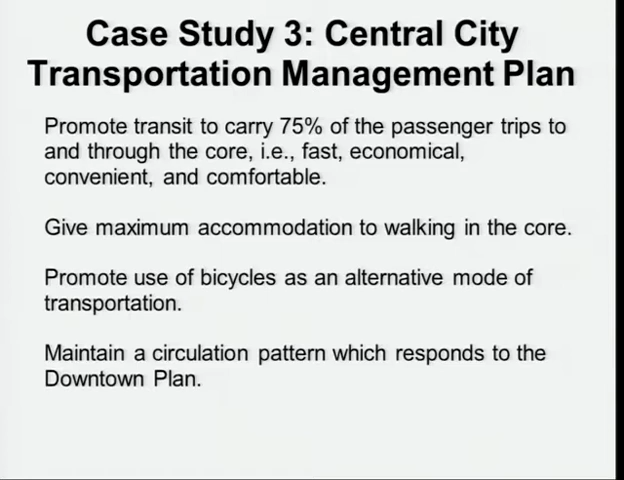 Case Study 3: Central City
Transportation Management Plan
Promote transit to carry 75% of the passenger trips to
and through the core, i.e., fast, economical,
convenient, and comfortable.
Give maximum accommodation to walking in the core.
Promote use of bicycles as an alternative mode of
transportation.
Maintain a circulation pattern which responds to the
Downtown Plan.